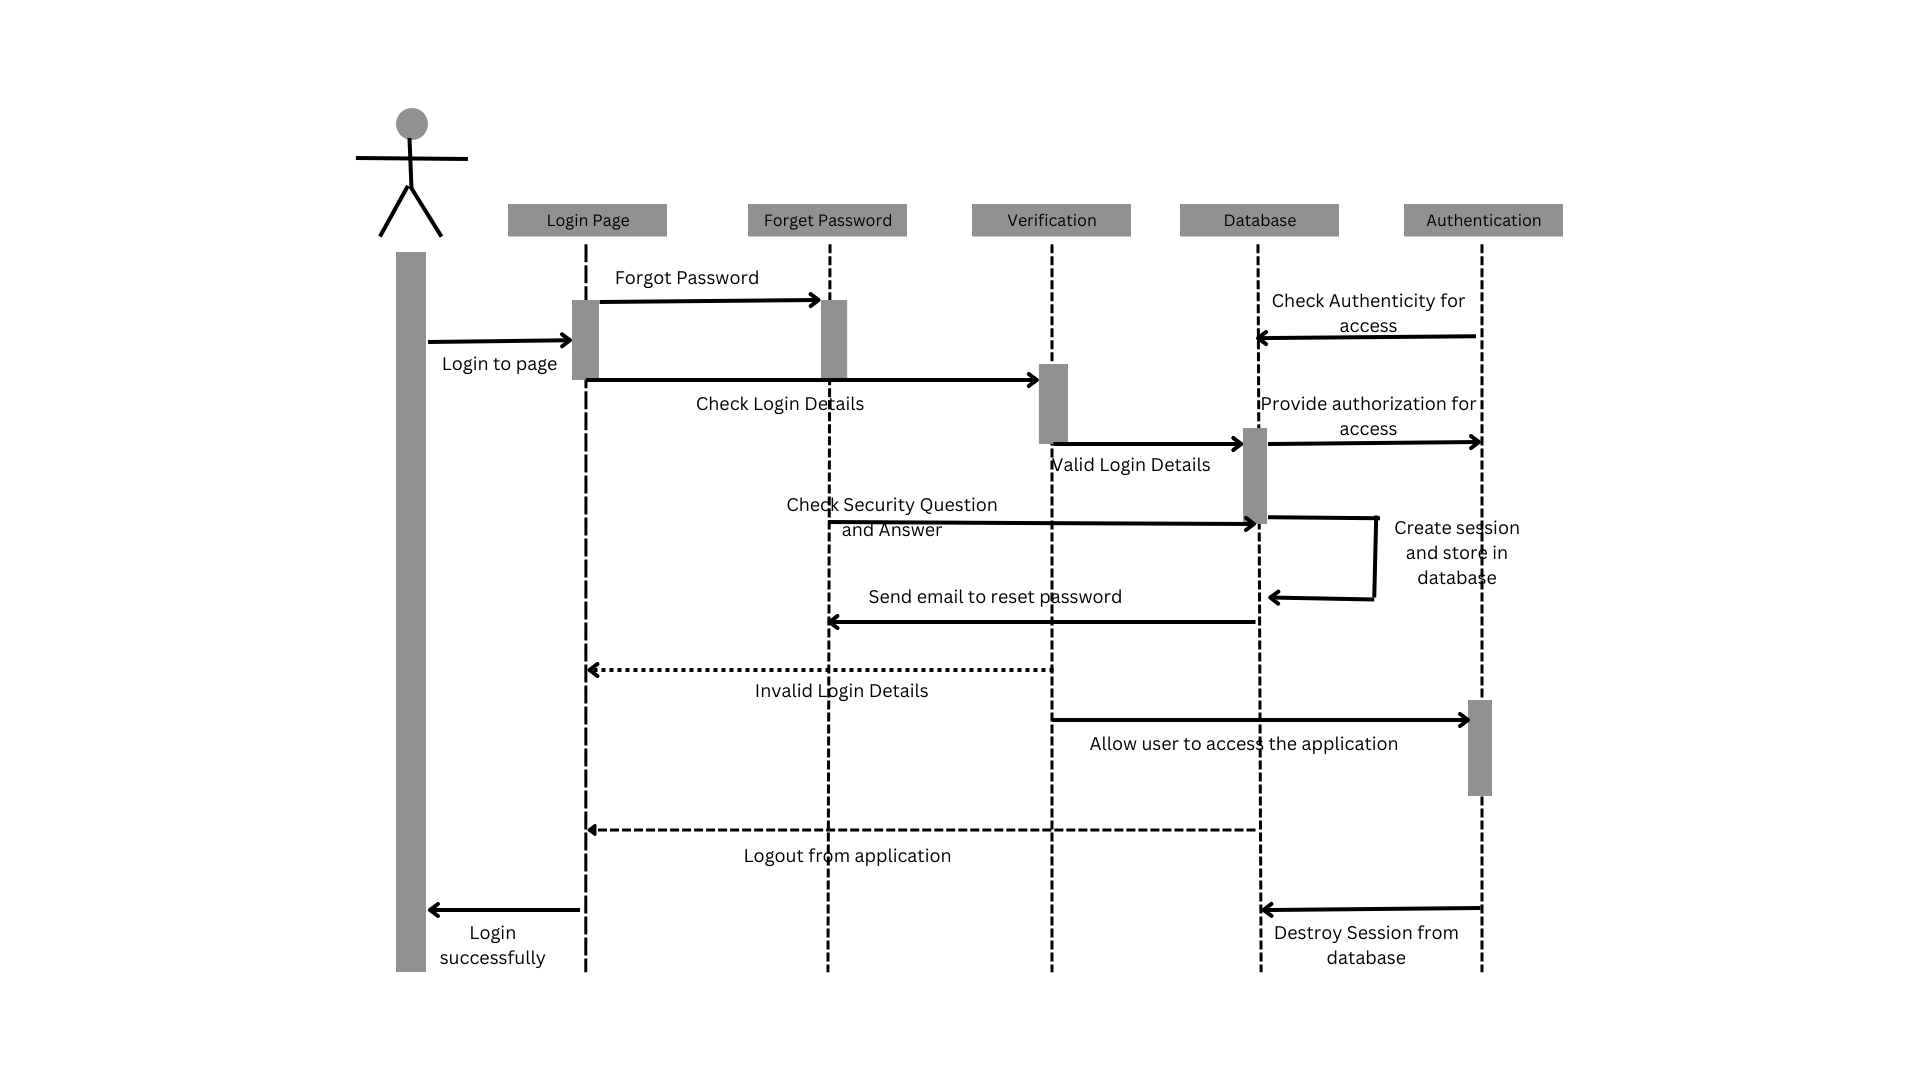 Login Page
Forget Password
Verification
Database
Authentication
Forgot Password
Check Authenticity for
access
Login to page
Check Login Details
Provide authorization for
access
Valid Login Details
Check Security Question
and Answer
Create session
and store in
database
Send email to reset password
Invalid Login Details
Allow user to access the application
Logout from application
Login
successfully
Destroy Session from
database